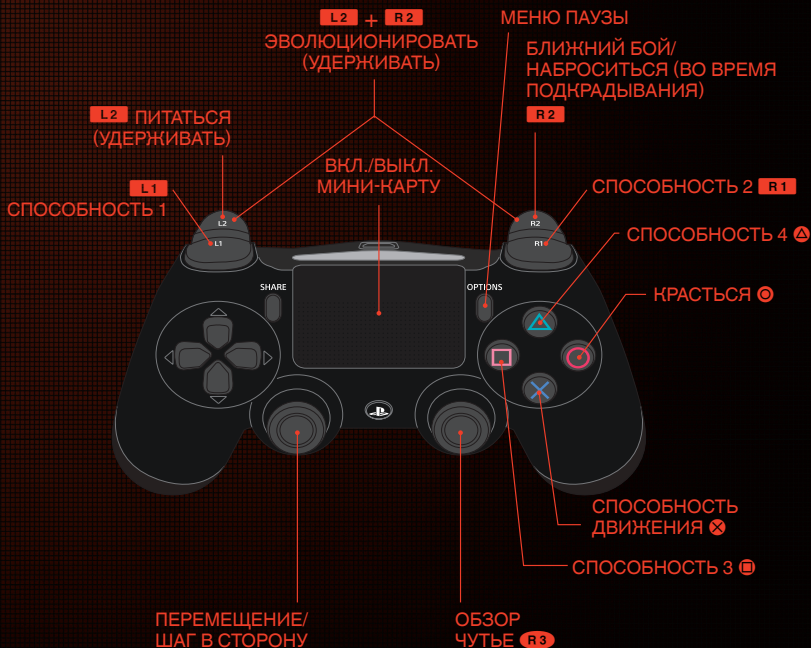 L2 + R2
ЭВОЛЮЦИОНИРОВАТЬ
(УДЕРЖИВАТЬ)
МЕНЮ ПАУЗЫ
БЛИЖНИЙ БОЙ/
НАБРОСИТЬСЯ (ВО ВРЕМЯ
ПОДКРАДЫВАНИЯ)
R2
L2 ПИТАТЬСЯ
(УДЕРЖИВАТЬ)
ВКЛ./ВЫКЛ.
МИНИ-КАРТУ
L1
СПОСОБНОСТЬ 1
СПОСОБНОСТЬ 2 R1
СПОСОБНОСТЬ 4
КРАСТЬСЯ
L2
L1
R2
R1
SHARE
OPTIONS
СПОСОБНОСТЬ
ДВИЖЕНИЯ
СПОСОБНОСТЬ 3
ПЕРЕМЕЩЕНИЕ/
ШАГ В СТОРОНУ
ОБЗОР
ЧУТЬЕ R3